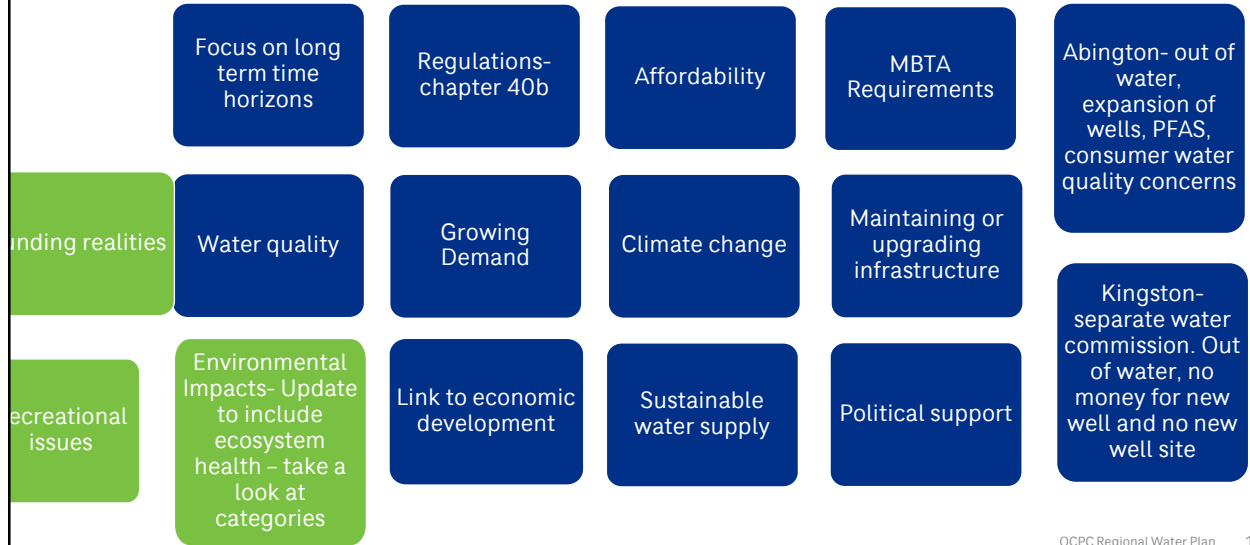 Focus on long
term time
horizons
Regulations-
chapter 40b
Affordability
MBTA
Requirements
Abington- out of
water,
expansion of
wells, PFAS,
consumer water
quality concerns
unding realities
Water quality
Growing
Demand
Climate change
Maintaining or
upgrading
infrastructure
Kingston-
separate water
commission. Out
of water, no
money for new
well and no new
well site
ecreational
issues
Environmental
Impacts- Update
to include
ecosystem
health – take a
look at
categories
Link to economic
development
Sustainable
water supply
Political support
OCPC Regional Water Plan 1